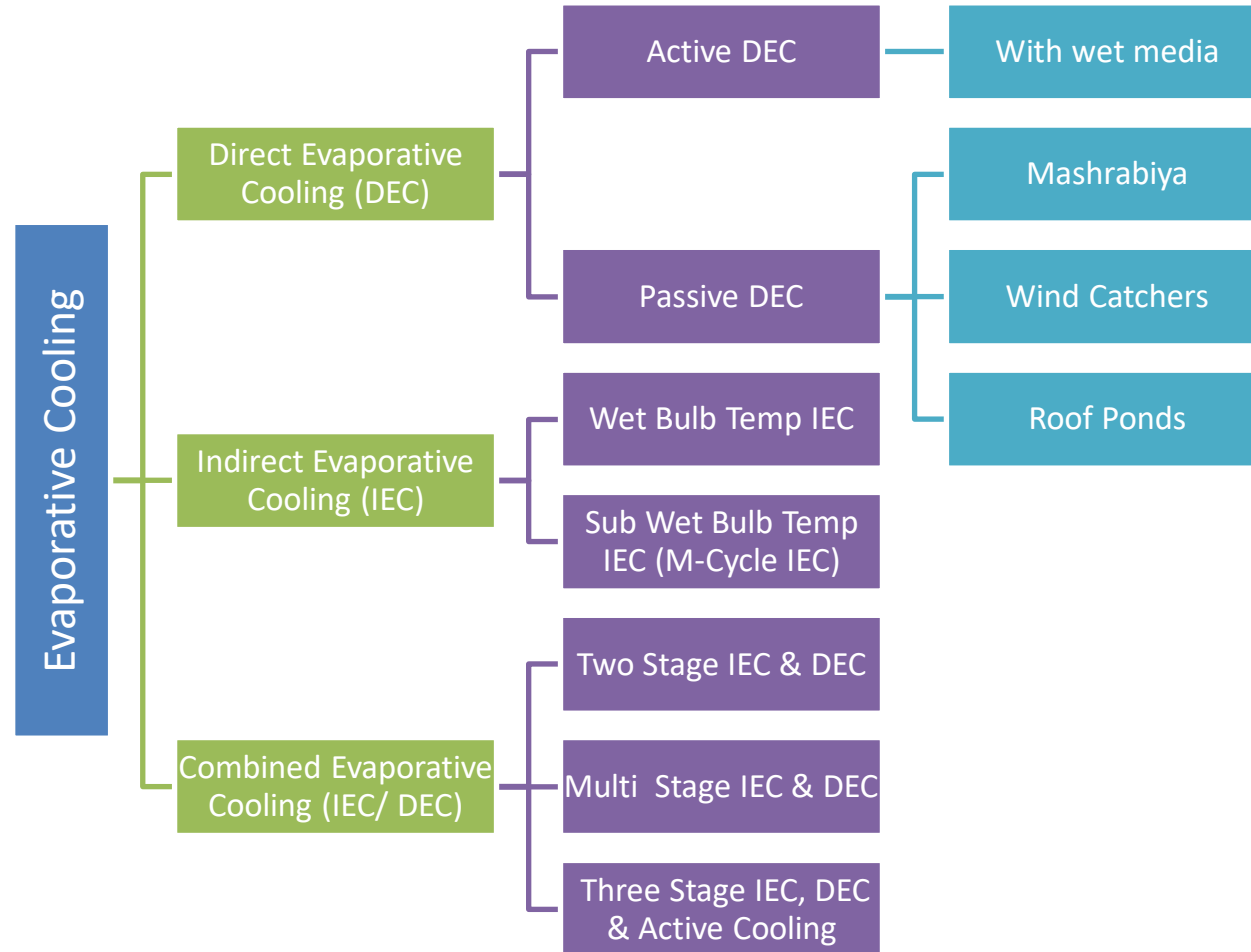 Evaporative Cooling
Direct Evaporative
Cooling (DEC)
Active DEC
With wet media
Passive DEC
Mashrabiya
Wind Catchers
Roof Ponds
Indirect Evaporative
Cooling (IEC)
Wet Bulb Temp IEC
Sub Wet Bulb Temp
IEC (M-Cycle IEC)
Combined Evaporative
Cooling (IEC/ DEC)
Two Stage IEC & DEC
Multi  Stage IEC & DEC
Three Stage IEC, DEC
& Active Cooling